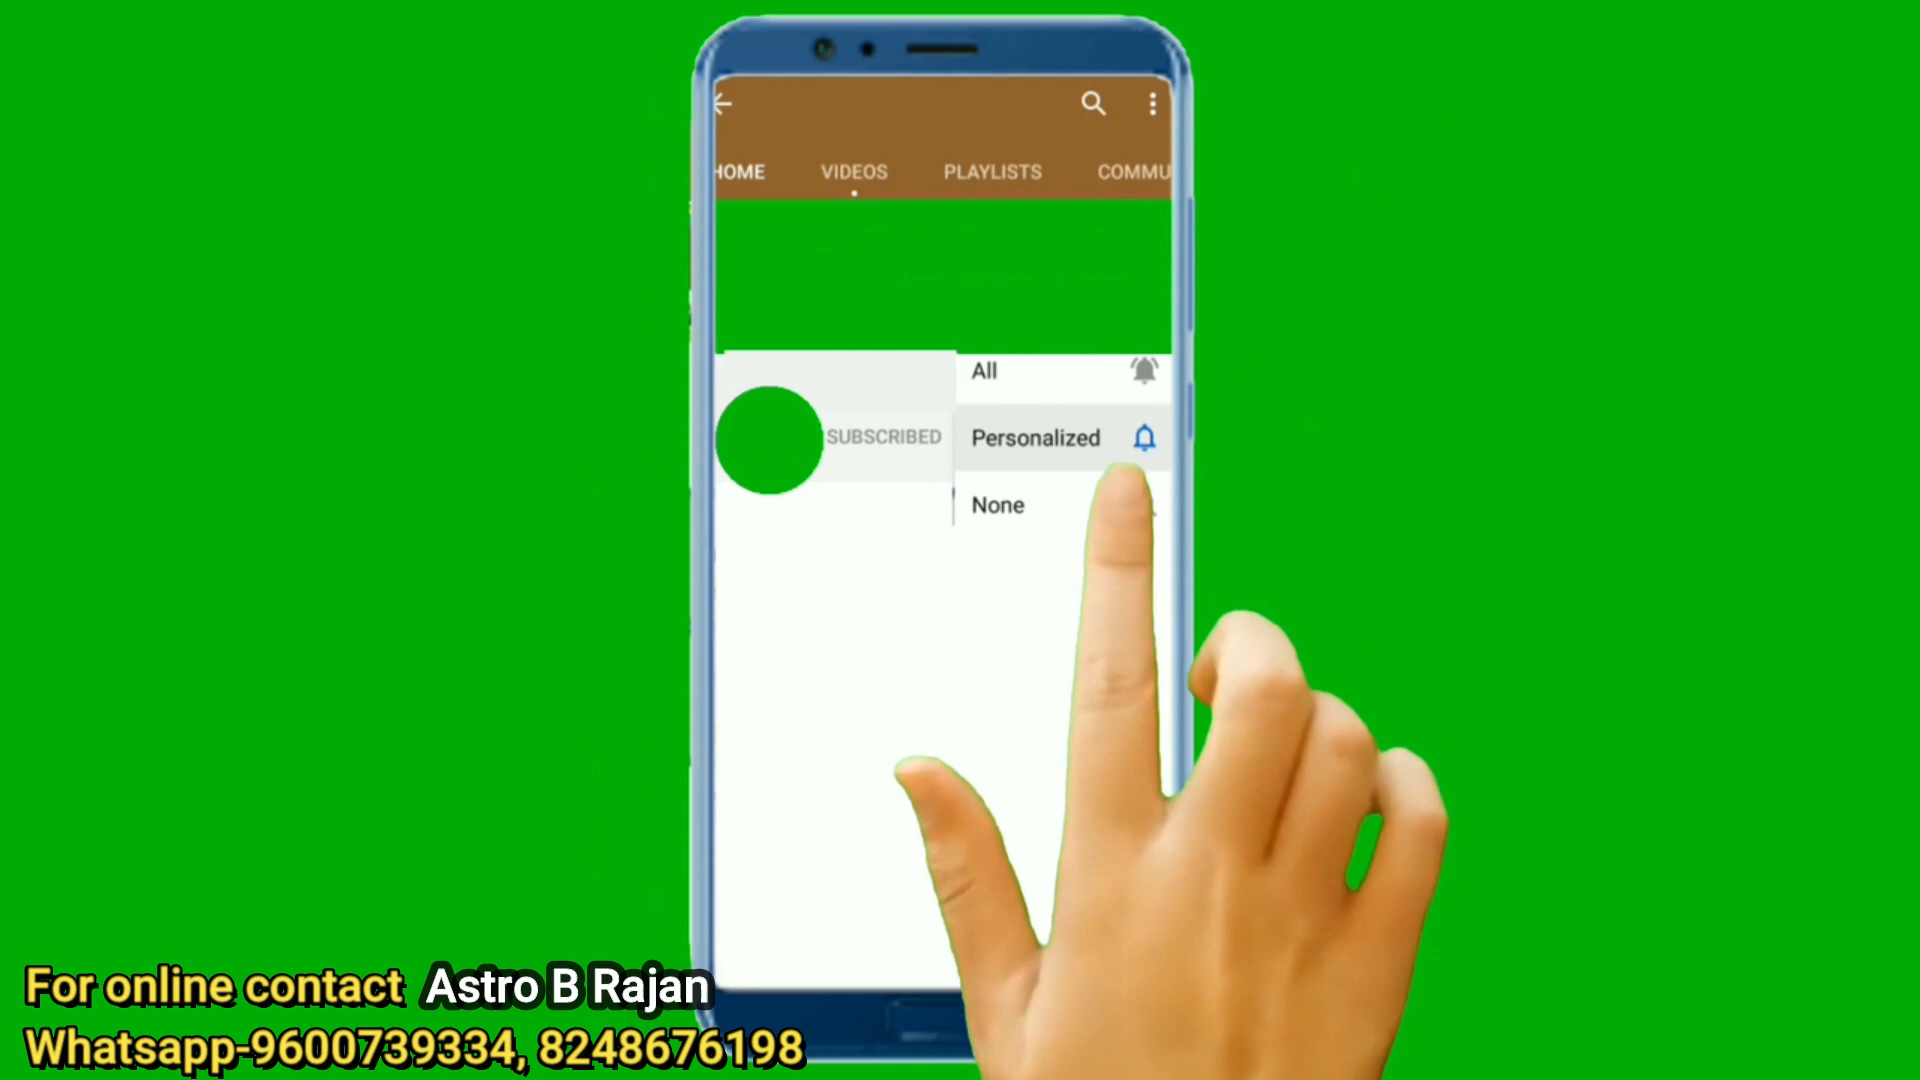 HOME VIDEOS PLAYLISTS COMMU
All
SUBSCRIBED Personalized
None
For online contact Astro B Rajan
Whatsapp-9600739334, 8248676198